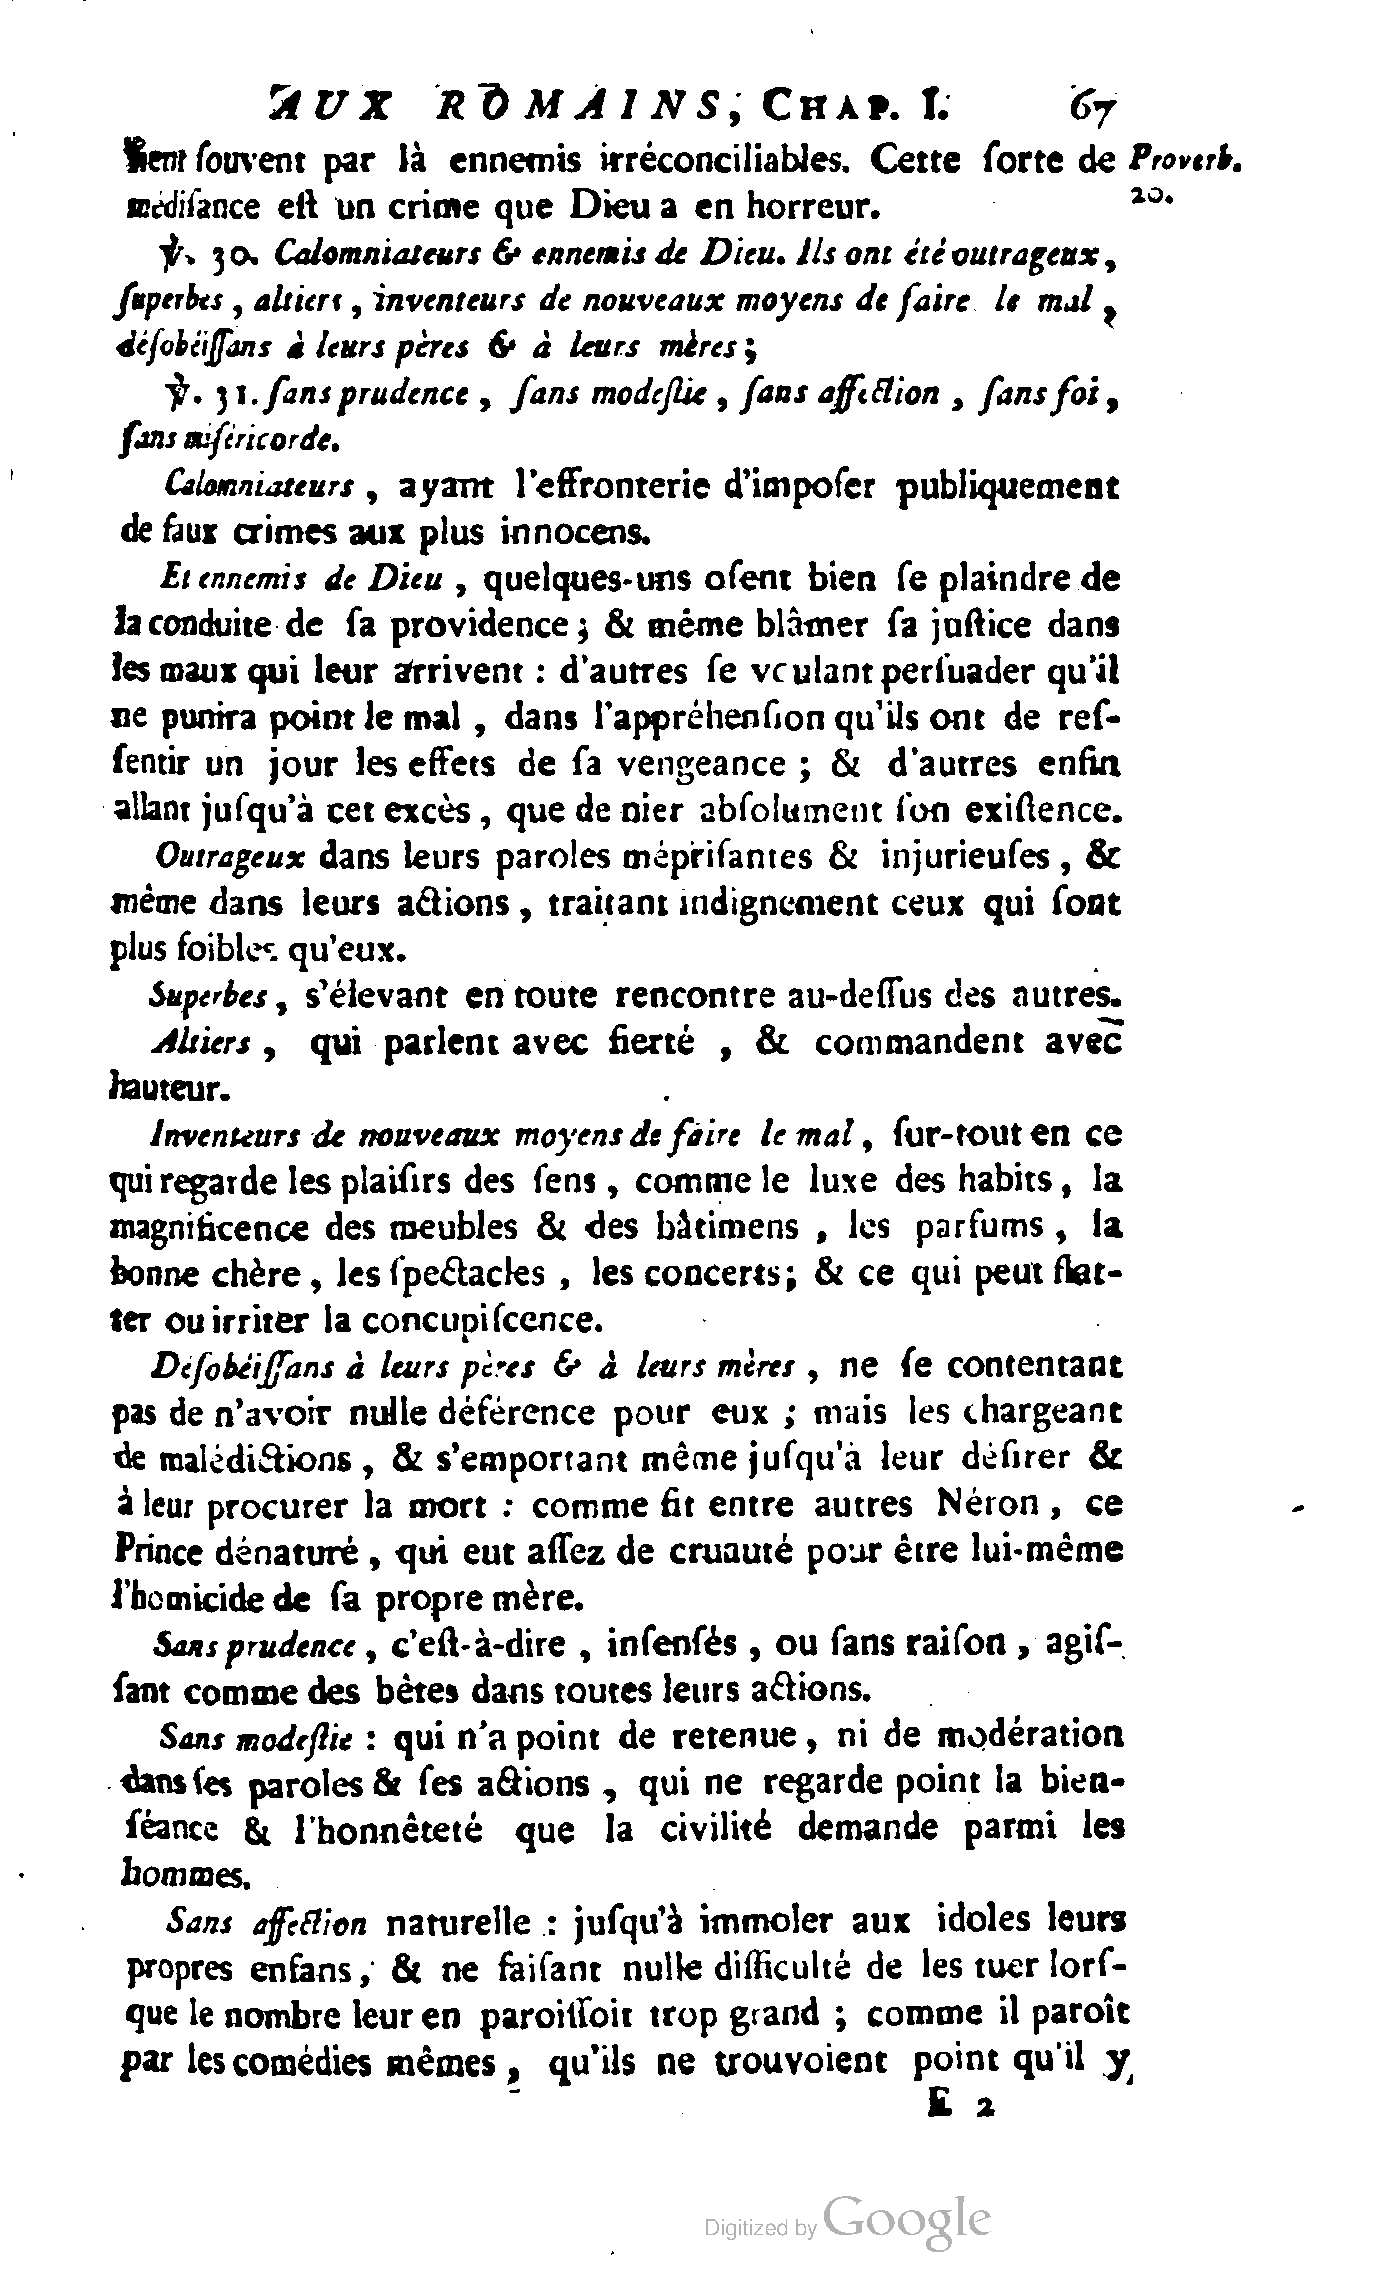 AUX ROMAINS, CHAP. I. 67
ſouvent par là ennemis irréconciliables. Cette ſorte de Proverb.
médiſance eſt un crime que Dieu a en horreur. 20.
℣. 30. Calomniateurs & ennemis de Dieu. Ils ont été outrageux,
ſuperbes, altiers, inventeurs de nouveaux moyens de faire le mal,
déſobéiſſans à leurs pères & à leurs mères;
℣. 31. ſans prudence, ſans modeſtie, ſans affection, ſans foi,
ſans miſéricorde.
Calomniateurs, ayant l'effronterie d'impoſer publiquement
de faux crimes aux plus innocens.
Et ennemis de Dieu, quelques-uns oſent bien ſe plaindre de
la conduite de ſa providence; & même blâmer ſa juſtice dans
les maux qui leur arrivent : d'autres ſe voulant perſuader qu'il
ne punira point le mal, dans l'appréhenſion qu'ils ont de reſ-
ſentir un jour les effets de ſa vengeance; & d'autres enfin
allant juſqu'à cet excès, que de nier abſolument ſon exiſtence.
Outrageux dans leurs paroles mépriſantes & injurieuſes, &
même dans leurs actions, traitant indignement ceux qui ſont
plus foibles qu'eux.
Superbes, s'élevant en toute rencontre au-deſſus des autres.
Altiers, qui parlent avec fierté, & commandent avec
hauteur.
Inventeurs de nouveaux moyens de faire le mal, ſur-tout en ce
qui regarde les plaiſirs des ſens, comme le luxe des habits, la
magnificence des meubles & des bâtimens, les parfums, la
bonne chère, les ſpectacles, les concerts; & ce qui peut flat-
ter ou irriter la concupiſcence.
Déſobéiſſans à leurs pères & à leurs mères, ne ſe contentant
pas de n'avoir nulle déférence pour eux; mais les chargeant
de malédictions, & s'emportant même juſqu'à leur déſirer &
à leur procurer la mort : comme fit entre autres Néron, ce
Prince dénaturé, qui eut aſſez de cruauté pour être lui-même
l'homicide de ſa propre mère.
Sans prudence, c'eſt-à-dire, inſenſés, ou ſans raiſon, agiſ-
ſant comme des bêtes dans toutes leurs actions.
Sans modeſtie : qui n'a point de retenue, ni de modération
dans ſes paroles & ſes actions, qui ne regarde point la bien-
ſéance & l'honnêteté que la civilité demande parmi les
hommes.
Sans affection naturelle : juſqu'à immoler aux idoles leurs
propres enfans, & ne faiſant nulle difficulté de les tuer lorſ-
que le nombre leur en paroiſſoit trop grand; comme il paroît
par les comédies mêmes, qu'ils ne trouvoient point qu'il y
E 2
Digitized by Google